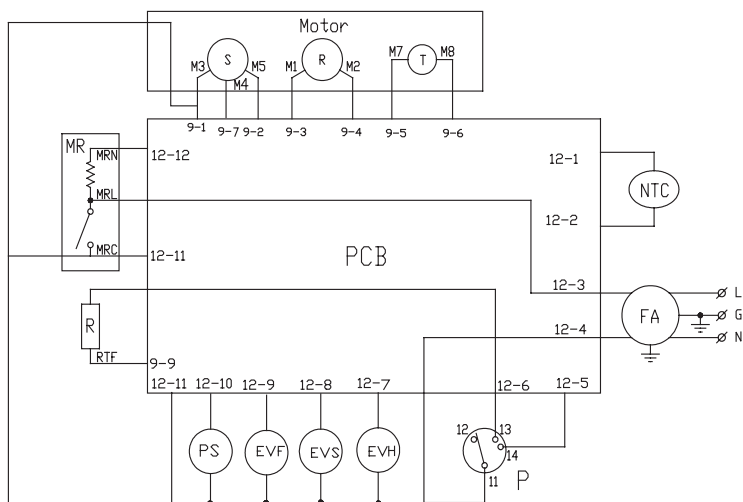 Motor
S
R
T
M3
M5
M4
M1
M2
M7
M8
9-1
9-7
9-2
9-3
9-4
9-5
9-6
MR
MRN
12-12
MRL
MRC
12-11
12-1
NTC
12-2
PCB
12-3
L
FA
G
12-4
N
R
RTF
9-9
12-11
12-10
12-9
12-8
12-7
12-6
12-5
PS
EVF
EVS
EVH
12
13
14
11
P